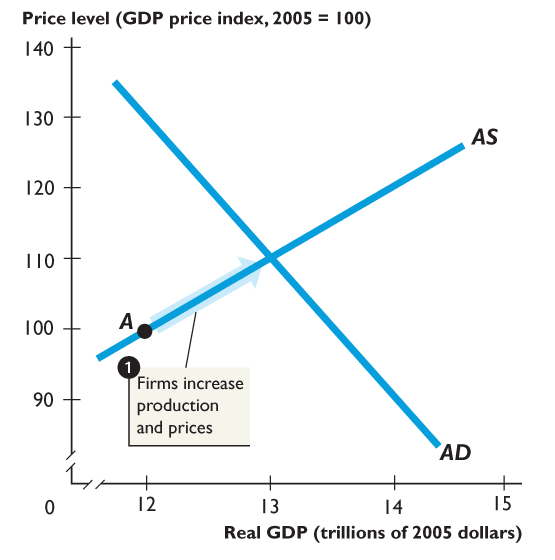 Price level (GDP price index, 2005 = 100)
140
130
AS
120
110
A
100
1
Firms increase
production
and prices
90
AD
0
12
13
14
15
Real GDP (trillions of 2005 dollars)